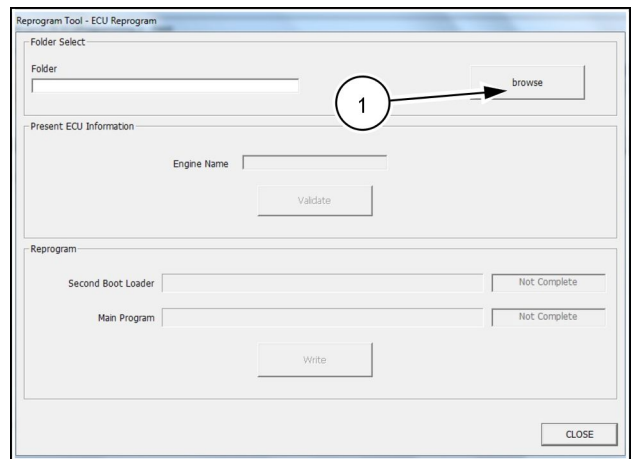 Reprogram Tool - ECU Reprogram
Folder Select
Folder
browse
1
Present ECU Information
Engine Name
Validate
Reprogram
Second Boot Loader
Not Complete
Main Program
Not Complete
Write
CLOSE